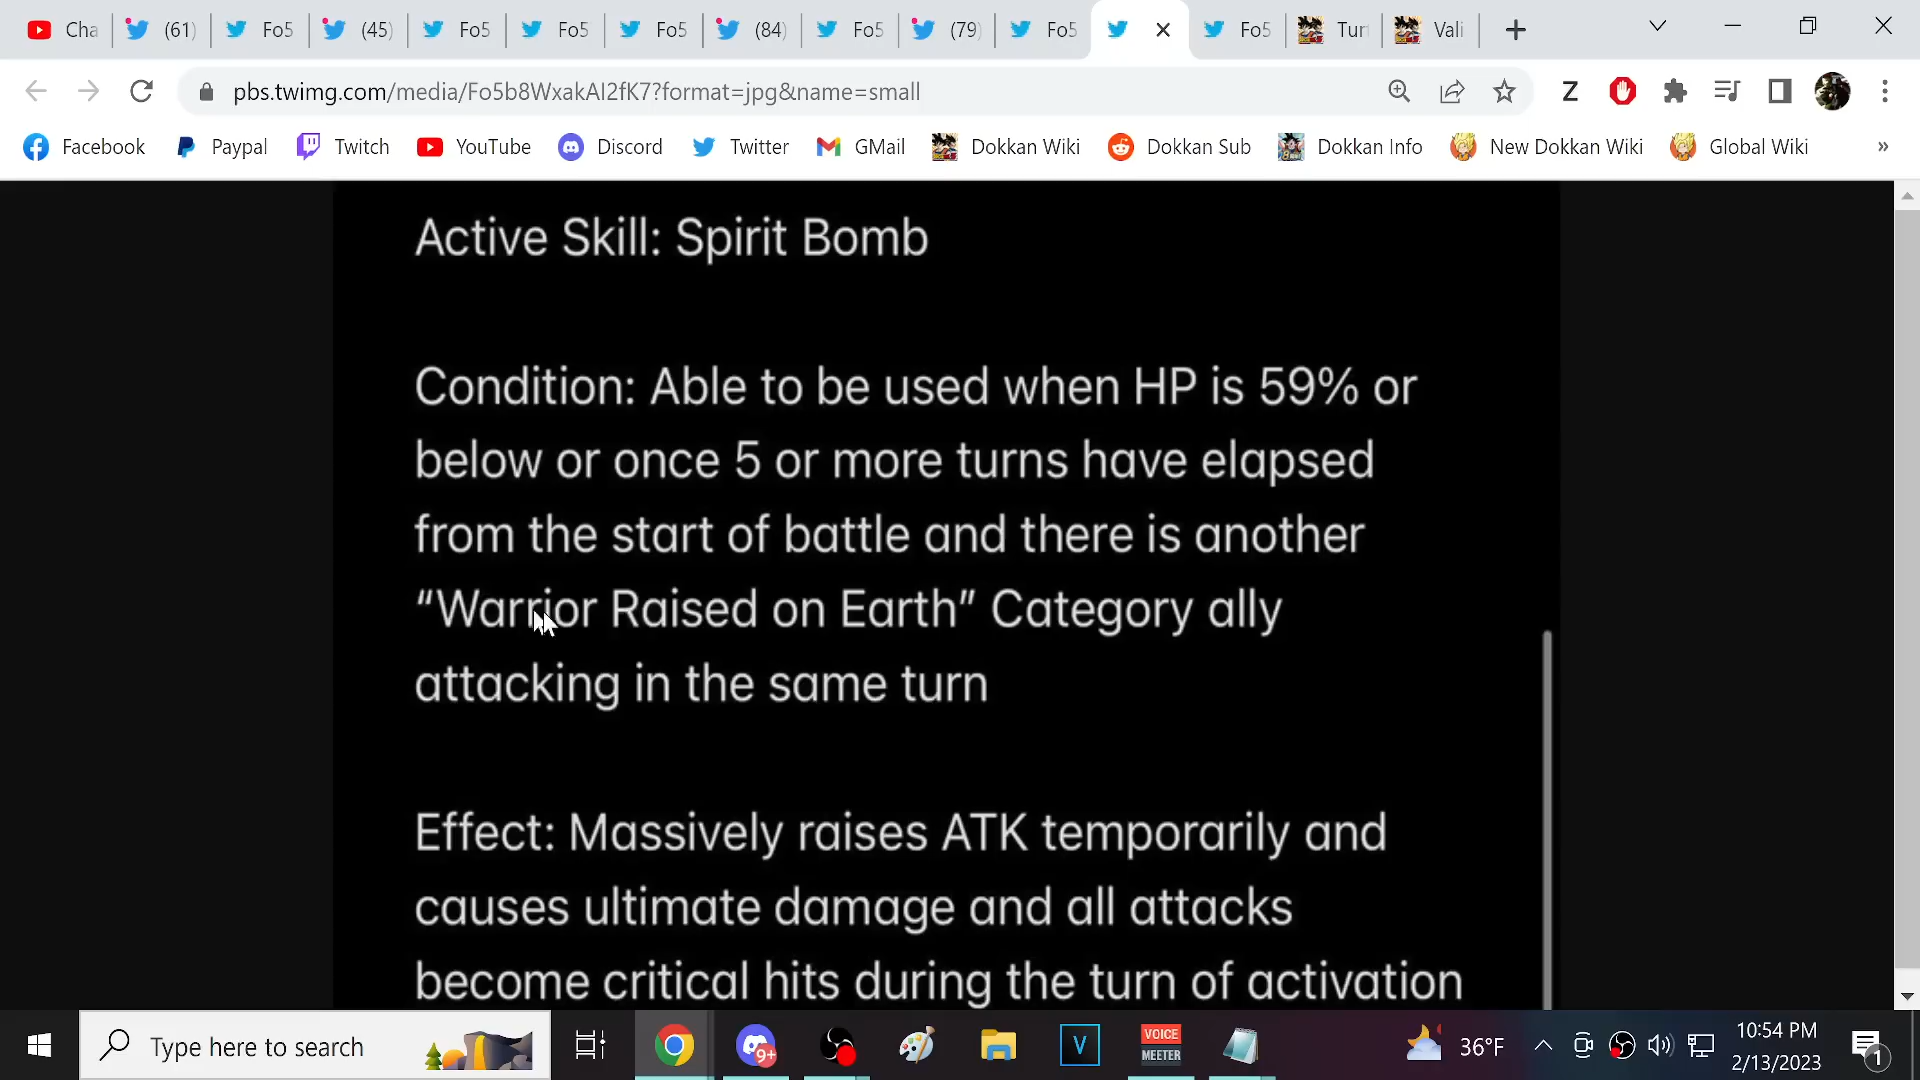 Cha
(61)
Fo5
(45)
Fo5
Fo5
Fo5
(84)
Fo5
(79)
Fo5
Fo5
Tur
Vali
pbs.twimg.com/media/Fo5b8WxakAI2fK7?format=jpg&name=small
Z
Facebook
Paypal
Twitch
YouTube
Discord
Twitter
GMail
Dokkan Wiki
Dokkan Sub
Dokkan Info
New Dokkan Wiki
Global Wiki
»
Active Skill: Spirit Bomb
Condition: Able to be used when HP is 59% or
below or once 5 or more turns have elapsed
from the start of battle and there is another
“Warrior Raised on Earth” Category ally
attacking in the same turn
Effect: Massively raises ATK temporarily and
causes ultimate damage and all attacks
become critical hits during the turn of activation
Type here to search
9+
V
VOICE
MEETER
36°F
10:54 PM
2/13/2023
1